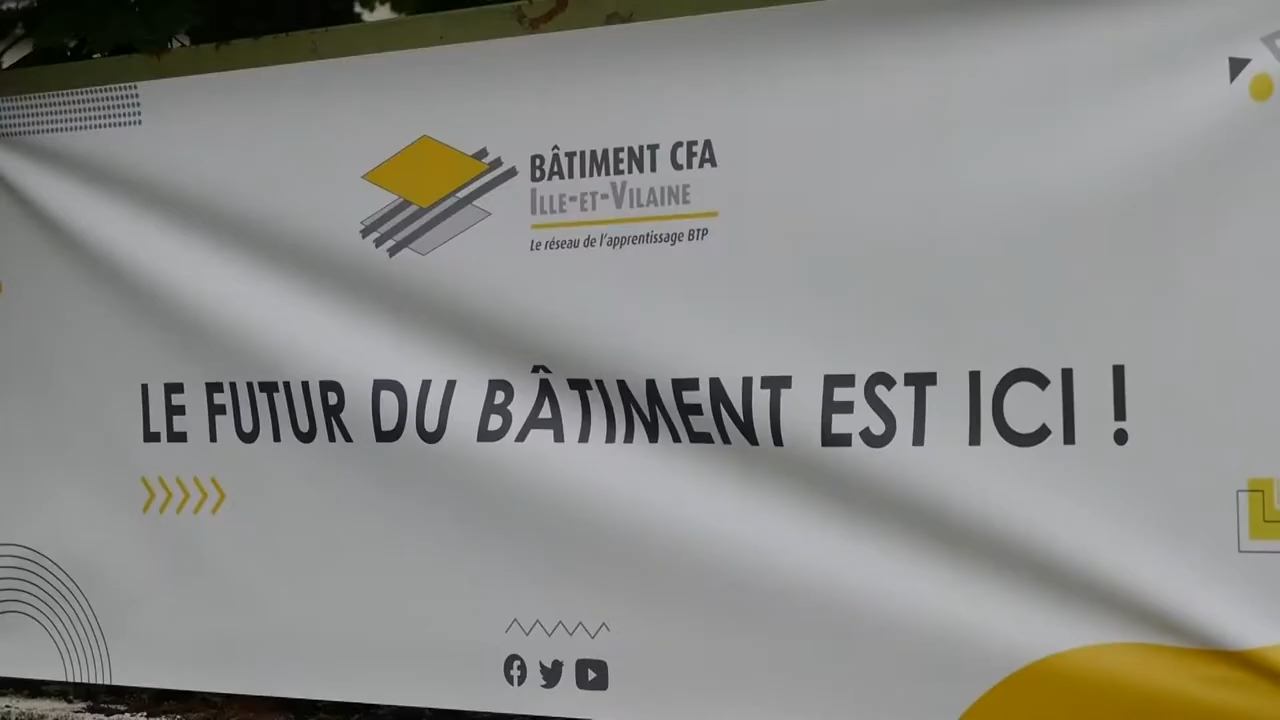 BÂTIMENT CFA
ILLE-ET-VILAINE
Le réseau de l'apprentissage BTP
LE FUTUR DU BÂTIMENT EST ICI !